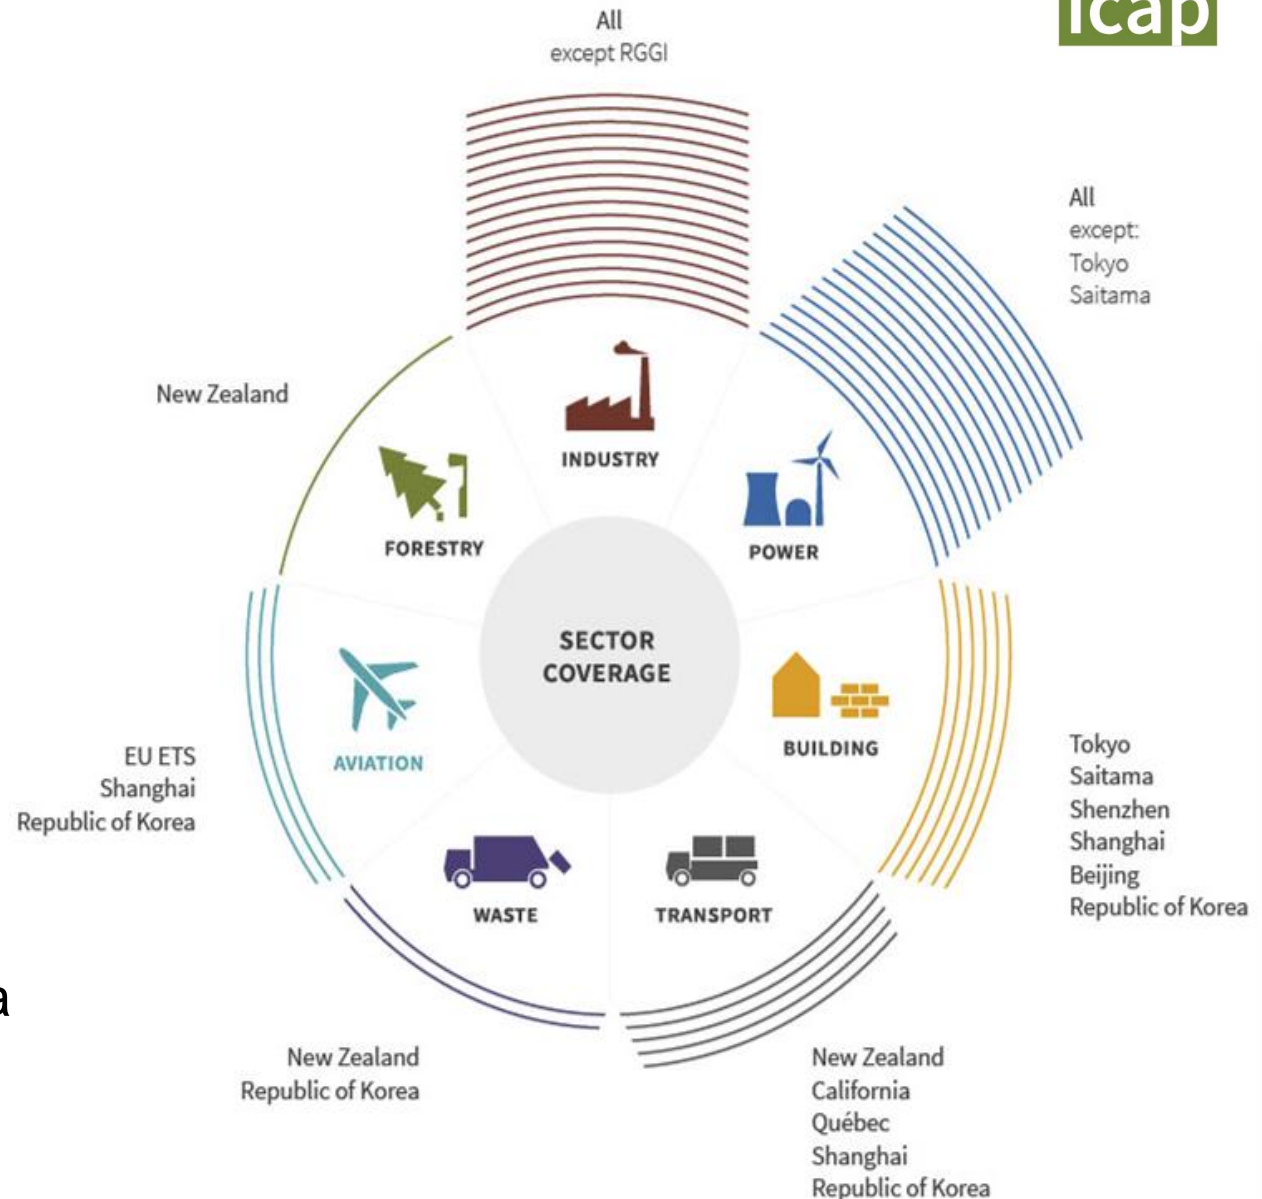 icap
All
except RGGI
All
except:
Tokyo
Saitama
New Zealand
INDUSTRY
FORESTRY
POWER
SECTOR
COVERAGE
BUILDING
AVIATION
EU ETS
Shanghai
Republic of Korea
Tokyo
Saitama
Shenzhen
Shanghai
Beijing
Republic of Korea
WASTE
TRANSPORT
a
New Zealand
Republic of Korea
New Zealand
California
Québec
Shanghai
Republic of Korea